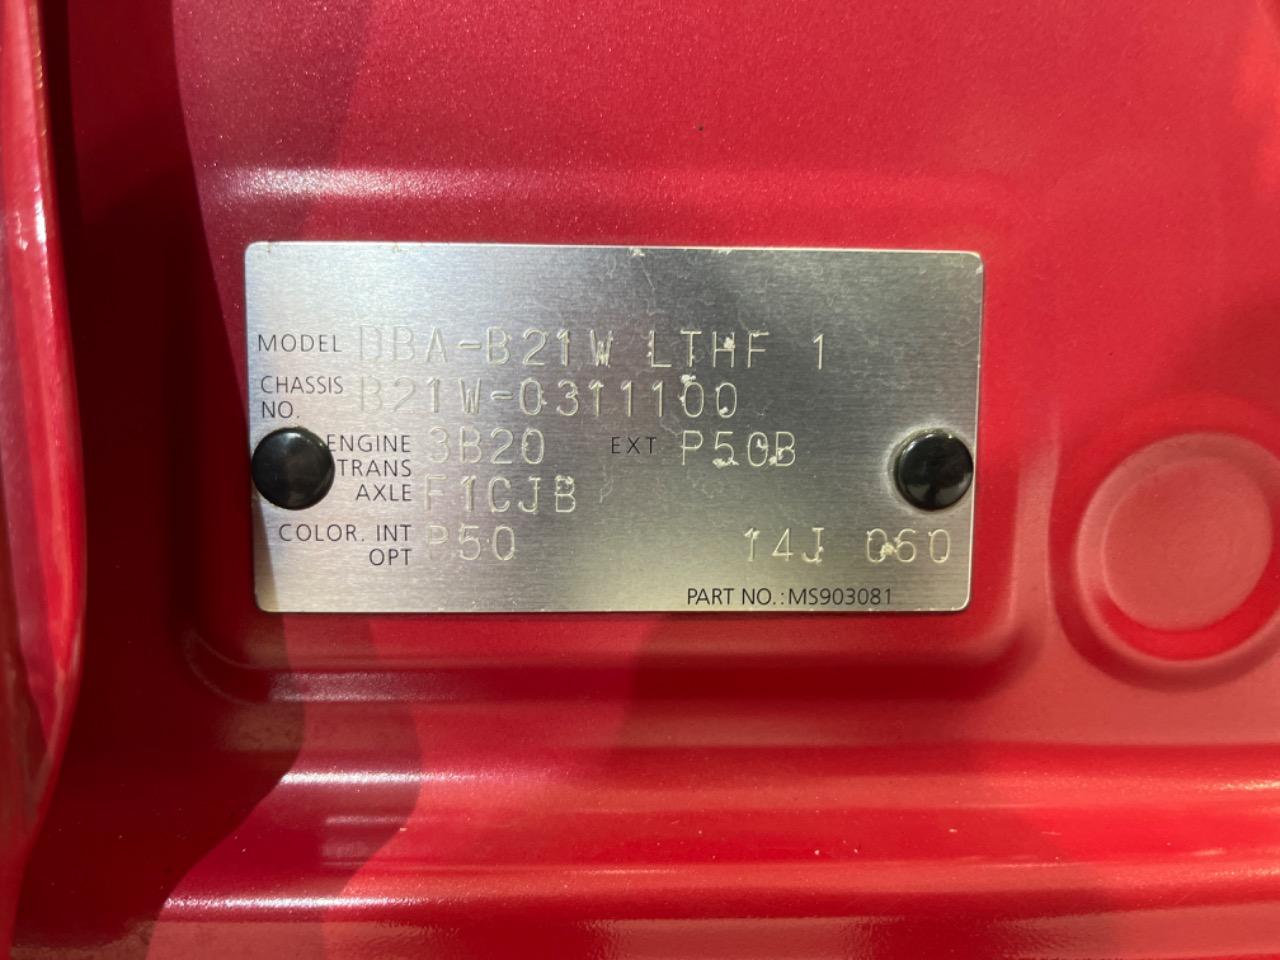 MODEL DBA-B21W LTHF 1
CHASSIS NO. B21W-0311100
ENGINE 3B20 EXT P50B
TRANS AXLE F1CJB
COLOR. INT OPT P50 14J 060
PART NO.: MS903081